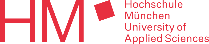 HM
Hochschule
München
University of
Applied Sciences